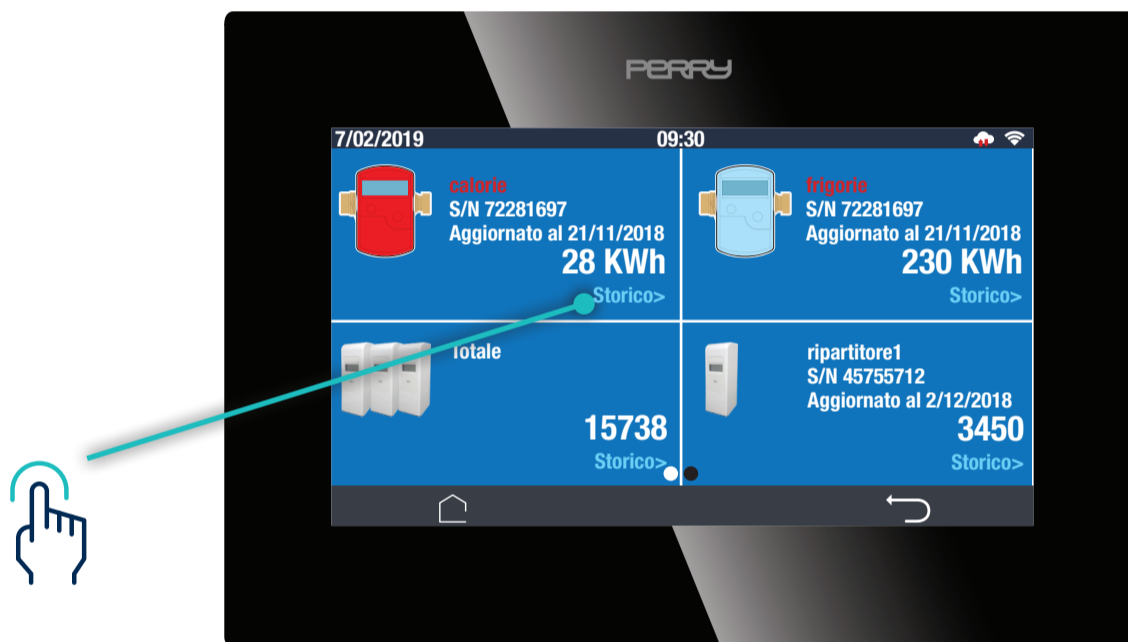 PERRY
7/02/2019 09:30
calorie
S/N 72281697
Aggiornato al 21/11/2018
28 KWh
Storico>
frigorie
S/N 72281697
Aggiornato al 21/11/2018
230 KWh
Storico>
Totale
15738
Storico>
ripartitore1
S/N 45755712
Aggiornato al 2/12/2018
3450
Storico>